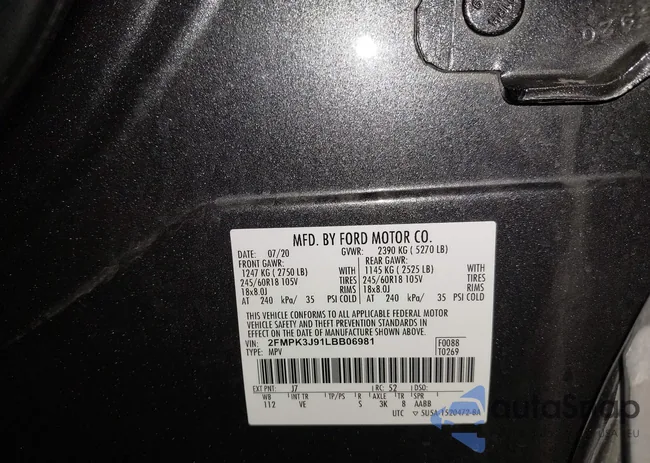 MFD. BY FORD MOTOR CO.
DATE: 07/20 GVWR: 2390 KG ( 5270 LB)
FRONT GAWR: REAR GAWR:
1247 KG ( 2750 LB) WITH 1145 KG ( 2525 LB) WITH
245/60R18 105V TIRES 245/60R18 105V TIRES
18x8.0J RIMS 18x8.0J RIMS
AT 240 kPa/ 35 PSI COLD AT 240 kPa/ 35 PSI COLD
THIS VEHICLE CONFORMS TO ALL APPLICABLE FEDERAL MOTOR
VEHICLE SAFETY AND THEFT PREVENTION STANDARDS IN
EFFECT ON THE DATE OF MANUFACTURE SHOWN ABOVE.
VIN: 2FMPK3J91LBB06981 F0088
TYPE: MPV T0269
EXT PNT: J7 RC: 52 DSO:
WB INT TR TP/PS R AXLE TR SPR
112 VE S 3K 8 AABB
UTC
autoSnap